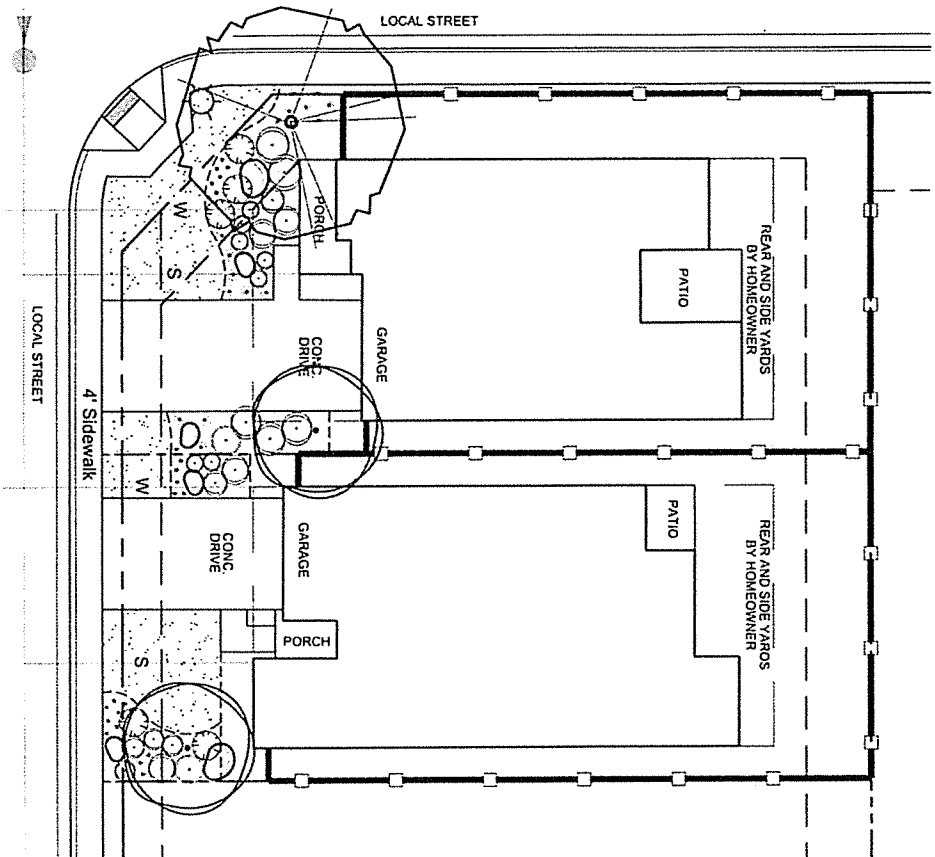 LOCAL STREET
W
PORCH
S
PATIO
REAR AND SIDE YARDS
BY HOMEOWNER
LOCAL STREET
CONC.
DRIVE
GARAGE
4' Sidewalk
W
CONC.
DRIVE
GARAGE
PATIO
REAR AND SIDE YAROS
BY HOMEOWNER
PORCH
S